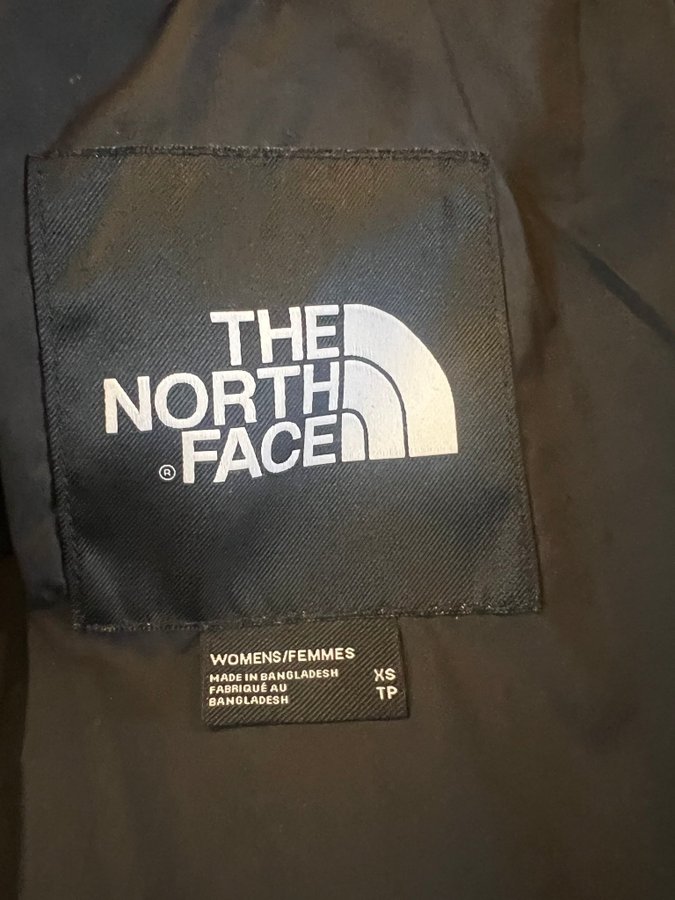 THE
NORTH
FACE
®
WOMENS/FEMMES
MADE IN BANGLADESH XS
FABRIQUÉ AU TP
BANGLADESH